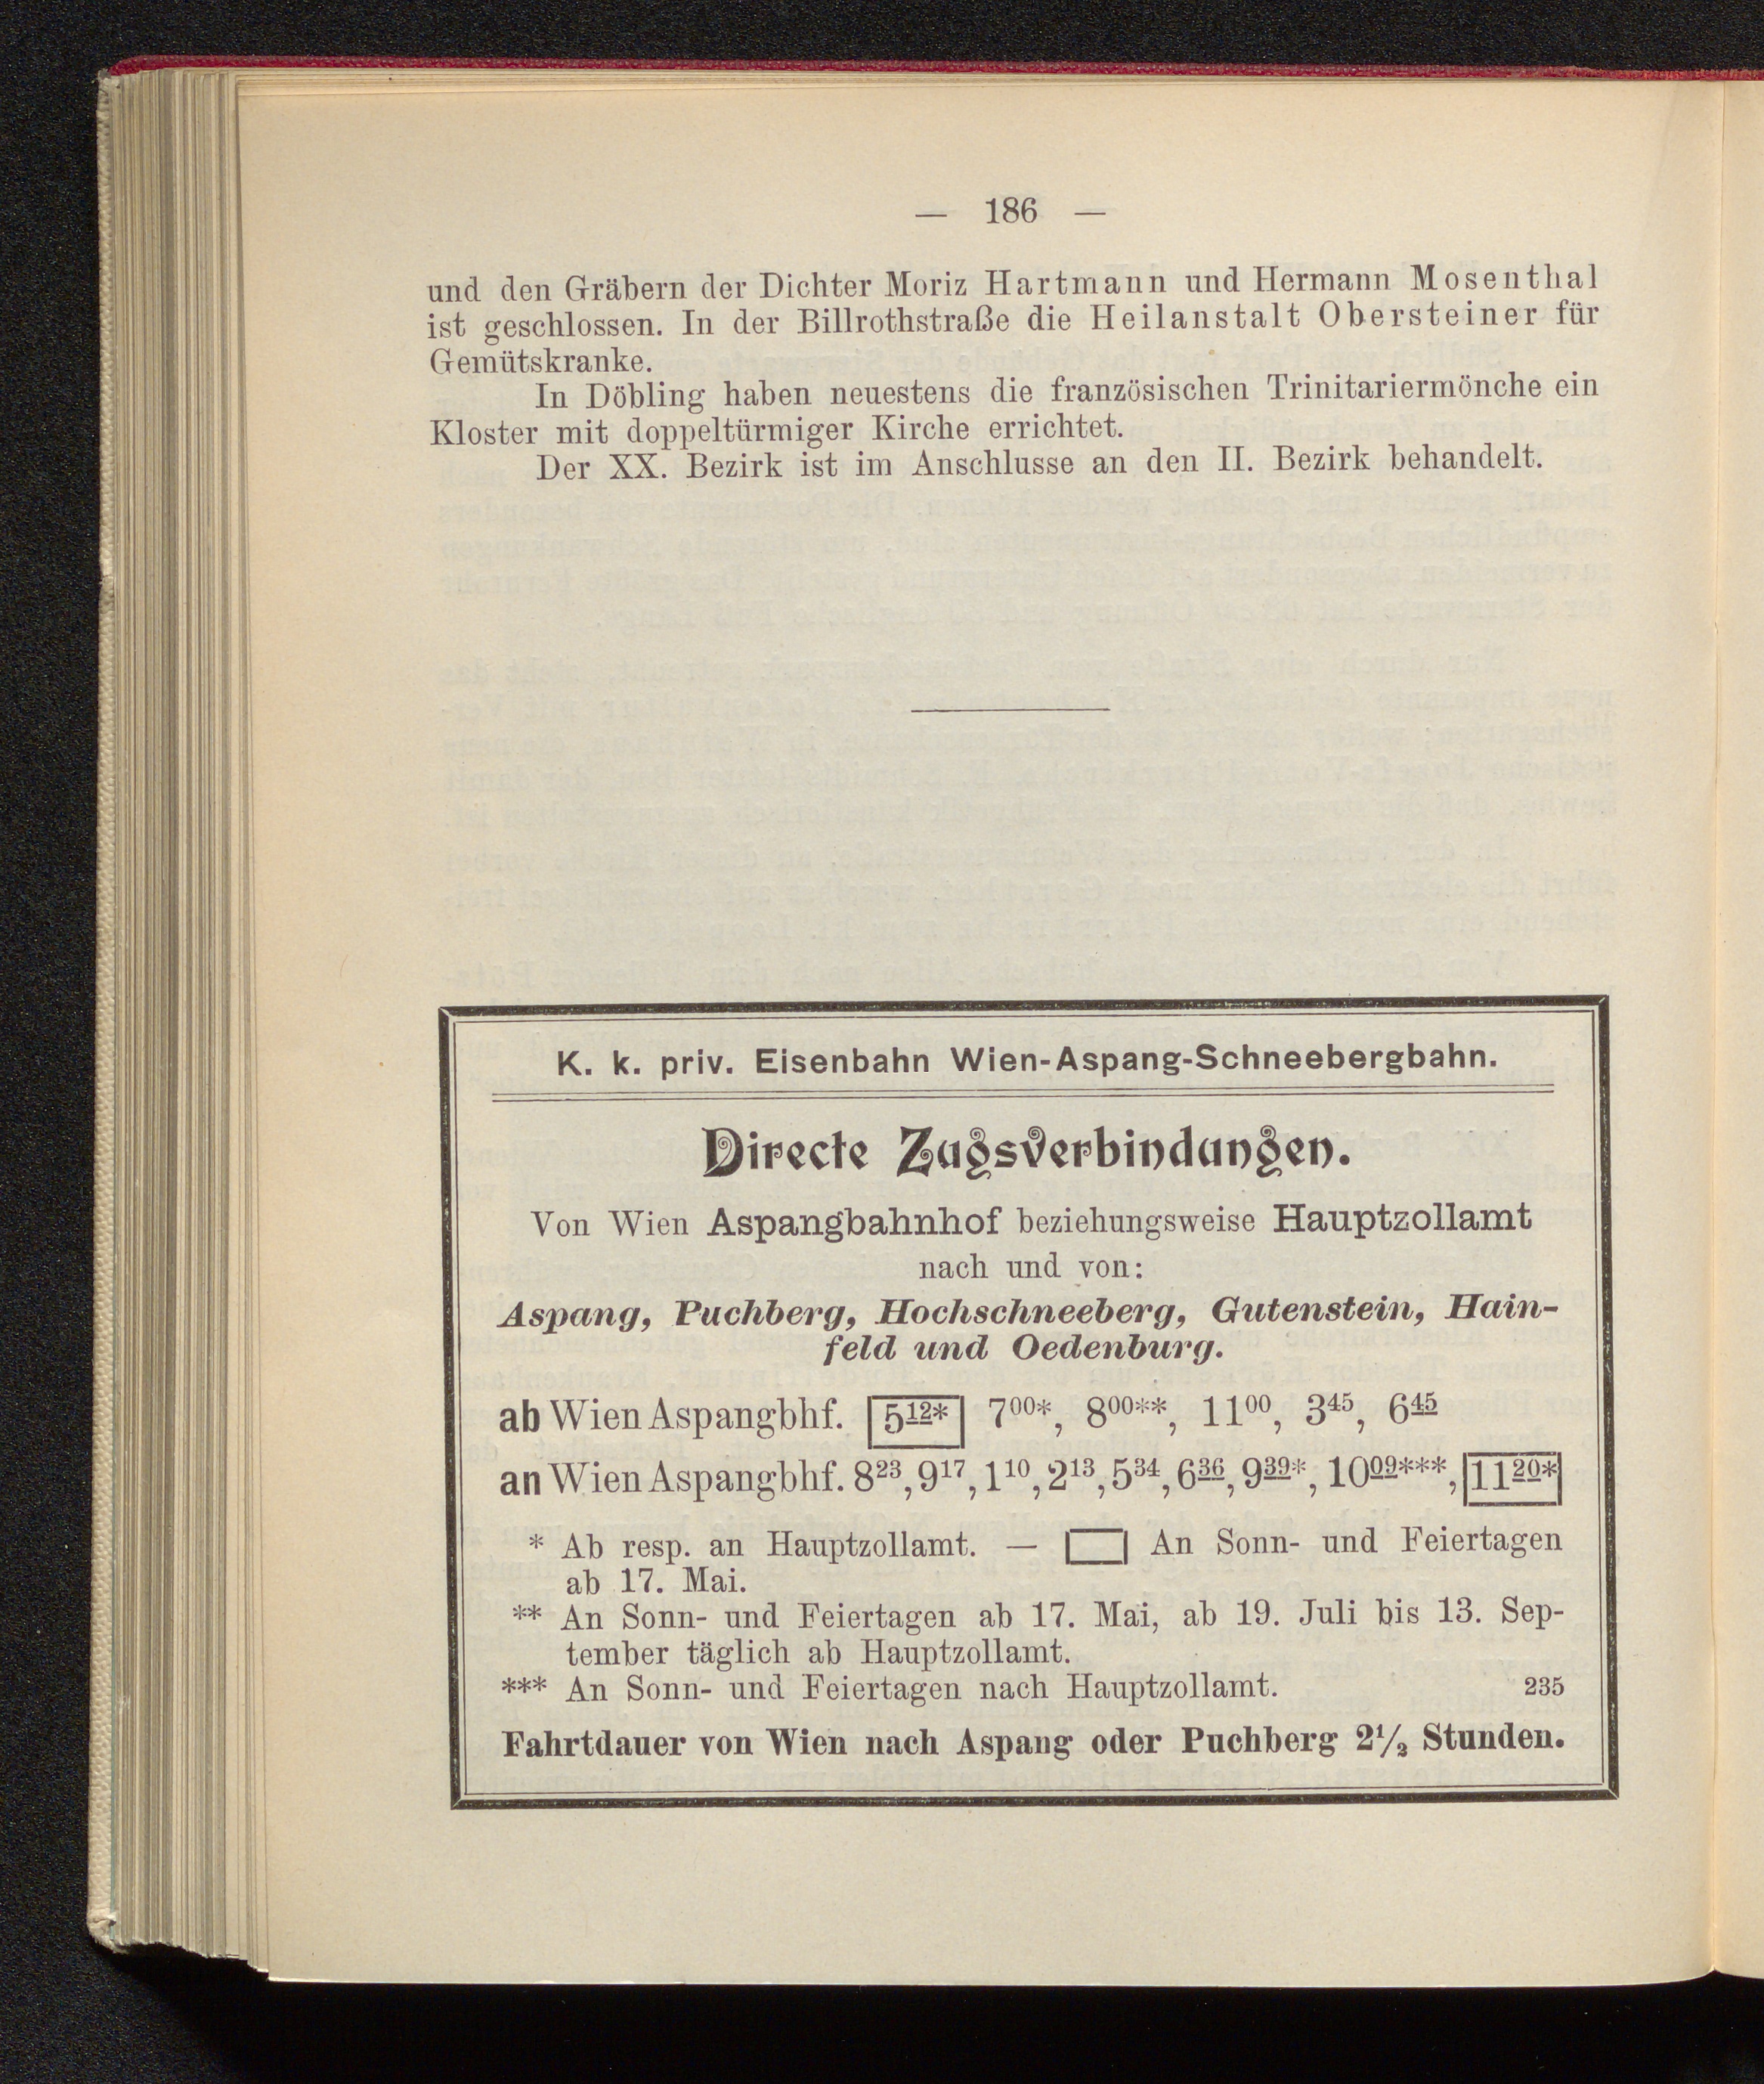 — 186 —
und den Gräbern der Dichter Moriz Hartmann und Hermann Mosenthal
ist geschlossen. In der Billrothstraße die Heilanstalt Obersteiner für
Gemütskranke.
In Döbling haben neuestens die französischen Trinitariermönche ein
Kloster mit doppeltürmiger Kirche errichtet.
Der XX. Bezirk ist im Anschlusse an den II. Bezirk behandelt.
K. k. priv. Eisenbahn Wien-Aspang-Schneebergbahn.
Directe Zugsverbindungen.
Von Wien Aspangbahnhof beziehungsweise Hauptzollamt
nach und von:
Aspang, Puchberg, Hochschneeberg, Gutenstein, Hain-
feld und Oedenburg.
ab Wien Aspangbhf. 5¹²* 7⁰⁰*, 8⁰⁰**, 11⁰⁰, 3⁴⁵, 6⁴⁵
an Wien Aspangbhf. 8²³, 9¹⁷, 1¹⁰, 2¹³, 5³⁴, 6³⁶, 9³⁹*, 10⁰⁹***, 11²⁰*
* Ab resp. an Hauptzollamt. — An Sonn- und Feiertagen
ab 17. Mai.
** An Sonn- und Feiertagen ab 17. Mai, ab 19. Juli bis 13. Sep-
tember täglich ab Hauptzollamt.
*** An Sonn- und Feiertagen nach Hauptzollamt. 235
Fahrtdauer von Wien nach Aspang oder Puchberg 2¹/₂ Stunden.